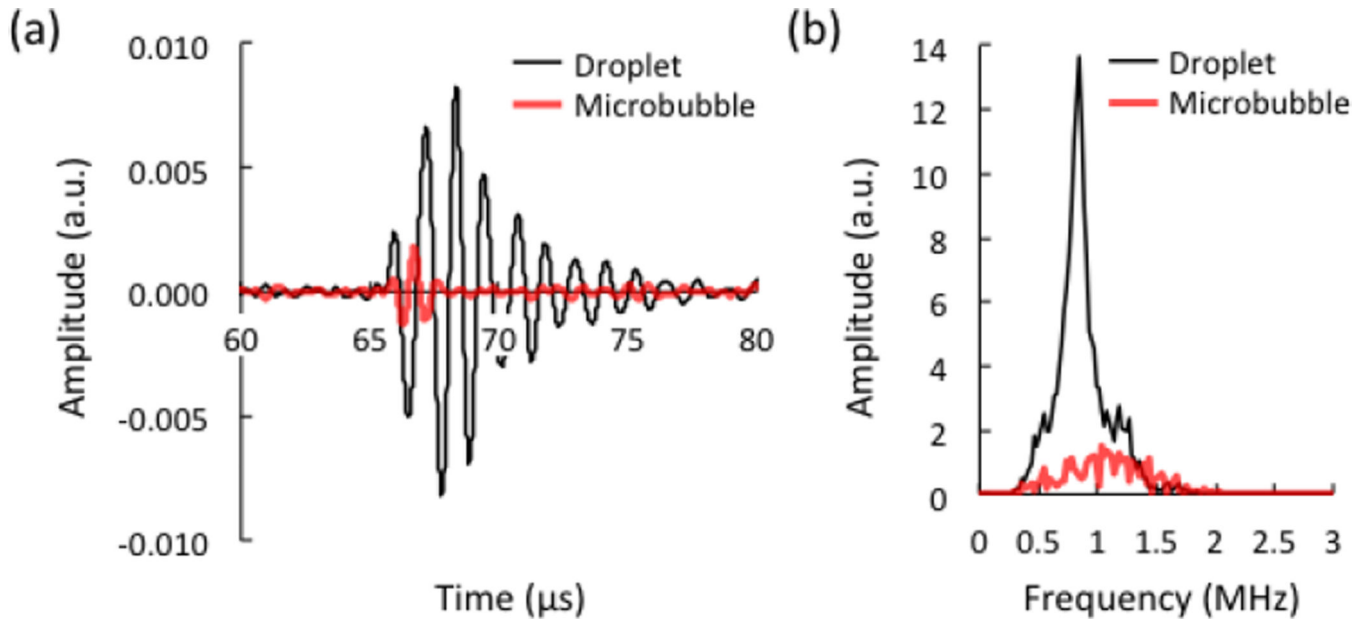 (a)
0.010
0.005
0.000
-0.005
-0.010
Amplitude (a.u.)
Droplet
Microbubble
60 65 70 75 80
Time (μs)
(b)
14
12
10
8
6
4
2
0
Amplitude (a.u.)
Droplet
Microbubble
0 0.5 1 1.5 2 2.5 3
Frequency (MHz)